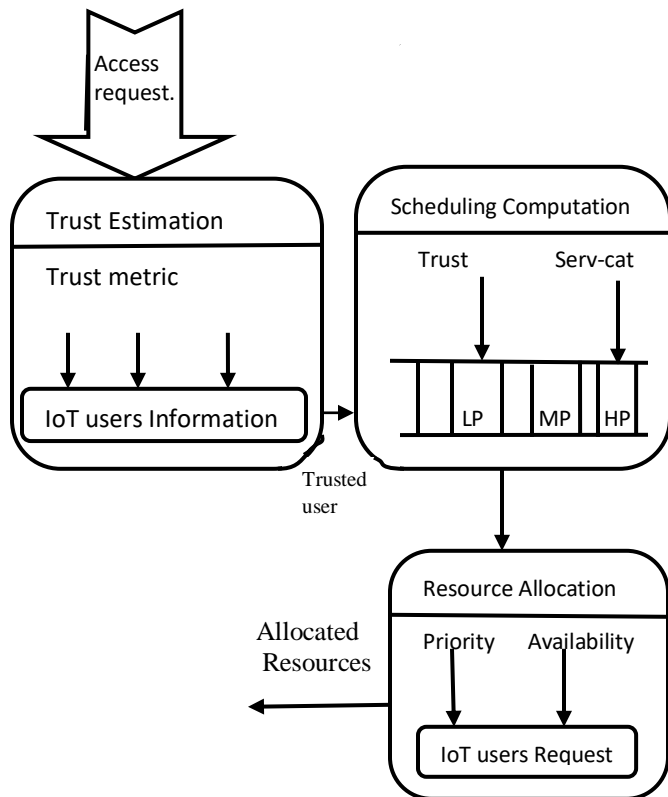 Access
request.
Trust Estimation
Trust metric
IoT users Information
Trusted
user
Scheduling Computation
Trust Serv-cat
LP MP HP
Resource Allocation
Priority Availability
IoT users Request
Allocated
Resources